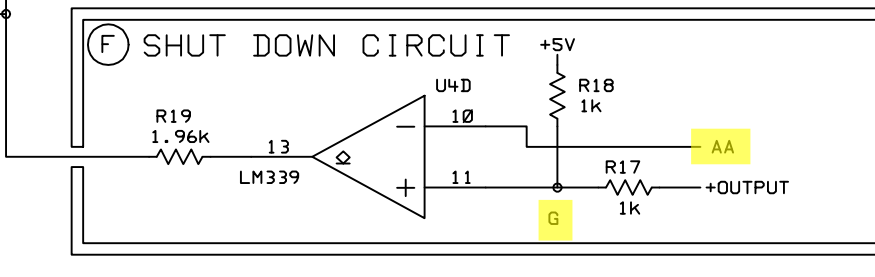 F SHUT DOWN CIRCUIT
+5V
R18
1k
U4D
10
R19
1.96k
13
AA
LM339
− 
+
11
R17
1k
+OUTPUT
G